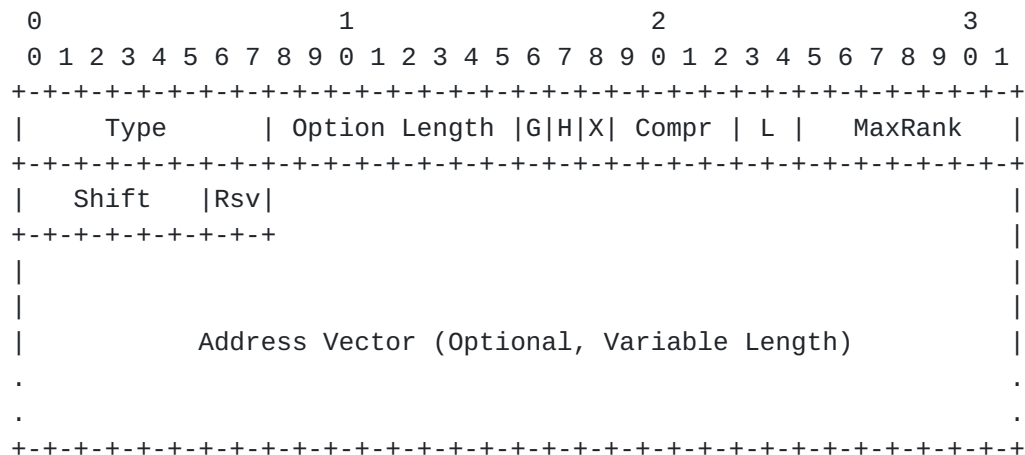 0                   1                   2                   3
 0 1 2 3 4 5 6 7 8 9 0 1 2 3 4 5 6 7 8 9 0 1 2 3 4 5 6 7 8 9 0 1
+-+-+-+-+-+-+-+-+-+-+-+-+-+-+-+-+-+-+-+-+-+-+-+-+-+-+-+-+-+-+-+-+
|     Type      | Option Length |G|H|X| Compr | L |   MaxRank   |
+-+-+-+-+-+-+-+-+-+-+-+-+-+-+-+-+-+-+-+-+-+-+-+-+-+-+-+-+-+-+-+-+
|   Shift   |Rsv|                                               |
+-+-+-+-+-+-+-+-+                                               |
|                                                               |
|                                                               |
|           Address Vector (Optional, Variable Length)          |
.                                                               .
.                                                               .
+-+-+-+-+-+-+-+-+-+-+-+-+-+-+-+-+-+-+-+-+-+-+-+-+-+-+-+-+-+-+-+-+